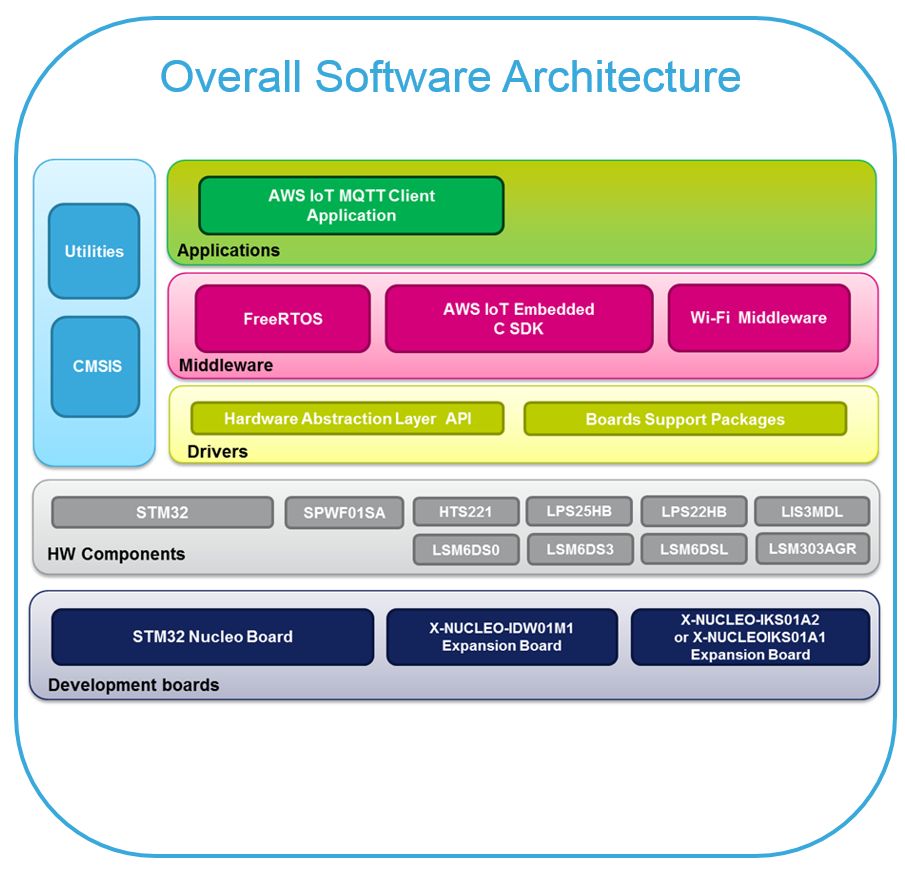 Overall Software Architecture
Utilities
CMSIS
AWS IoT MQTT Client
Application
Applications
FreeRTOS
AWS IoT Embedded
C SDK
Wi-Fi Middleware
Middleware
Hardware Abstraction Layer API
Boards Support Packages
Drivers
STM32
SPWF01SA
HTS221
LPS25HB
LPS22HB
LIS3MDL
LSM6DS0
LSM6DS3
LSM6DSL
LSM303AGR
HW Components
STM32 Nucleo Board
X-NUCLEO-IDW01M1
Expansion Board
X-NUCLEO-IKS01A2
or X-NUCLEOIKS01A1
Expansion Board
Development boards